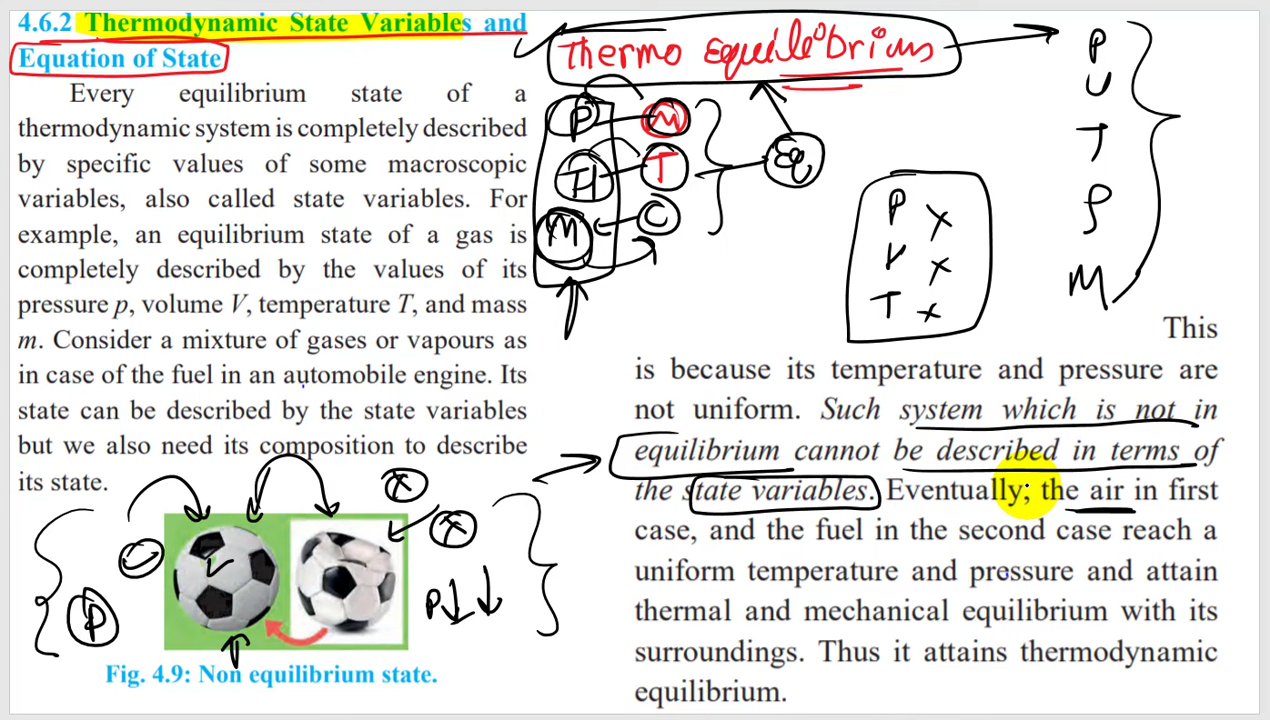 4.6.2 Thermodynamic State Variables and
Equation of State
Every equilibrium state of a
thermodynamic system is completely described
by specific values of some macroscopic
variables, also called state variables. For
example, an equilibrium state of a gas is
completely described by the values of its
pressure p, volume V, temperature T, and mass
m. Consider a mixture of gases or vapours as
in case of the fuel in an automobile engine. Its
state can be described by the state variables
but we also need its composition to describe
its state.
P
P↓↓
Fig. 4.9: Non equilibrium state.
Thermo Equilibrium
P M
T
M C
Eq
P
U
T
ρ
M
P x
V x
T x
This
is because its temperature and pressure are
not uniform. Such system which is not in
equilibrium cannot be described in terms of
the state variables. Eventually; the air in first
case, and the fuel in the second case reach a
uniform temperature and pressure and attain
thermal and mechanical equilibrium with its
surroundings. Thus it attains thermodynamic
equilibrium.